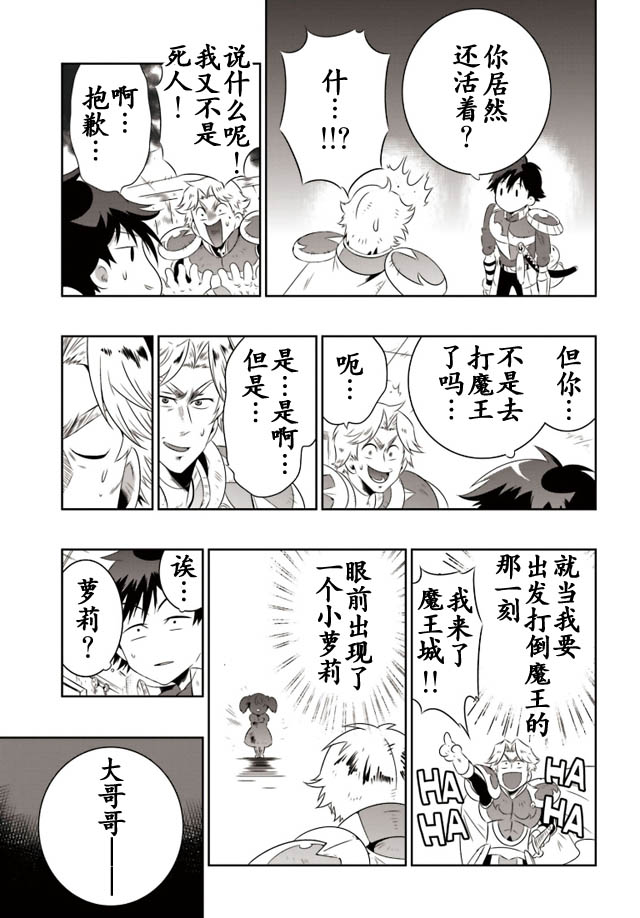 你居然
还活着？
什…
!!?
说什么呢！
我又不是
死人！
啊…
抱歉…
但你…
不是去
打魔王
了吗…
呃…
是…是啊…
但是…
就当我要
出发打倒魔王的
那一刻
我来了
魔王城!!
HA
HA
HA
HA
眼前出现了
一个小萝莉
诶…
萝莉？
大哥哥——